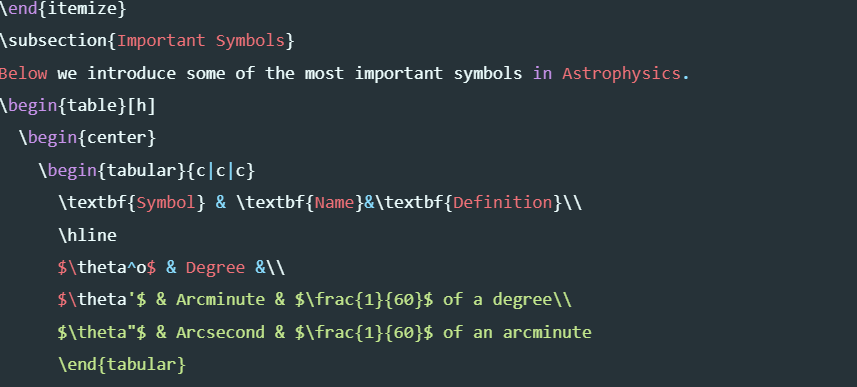 \end{itemize}
\subsection{Important Symbols}
Below we introduce some of the most important symbols in Astrophysics.
\begin{table}[h]
\begin{center}
\begin{tabular}{c|c|c}
\textbf{Symbol} & \textbf{Name}&\textbf{Definition}\\
\hline
$\theta^o$ & Degree &\\
$\theta'$ & Arcminute & $\frac{1}{60}$ of a degree\\
$\theta"$ & Arcsecond & $\frac{1}{60}$ of an arcminute
\end{tabular}